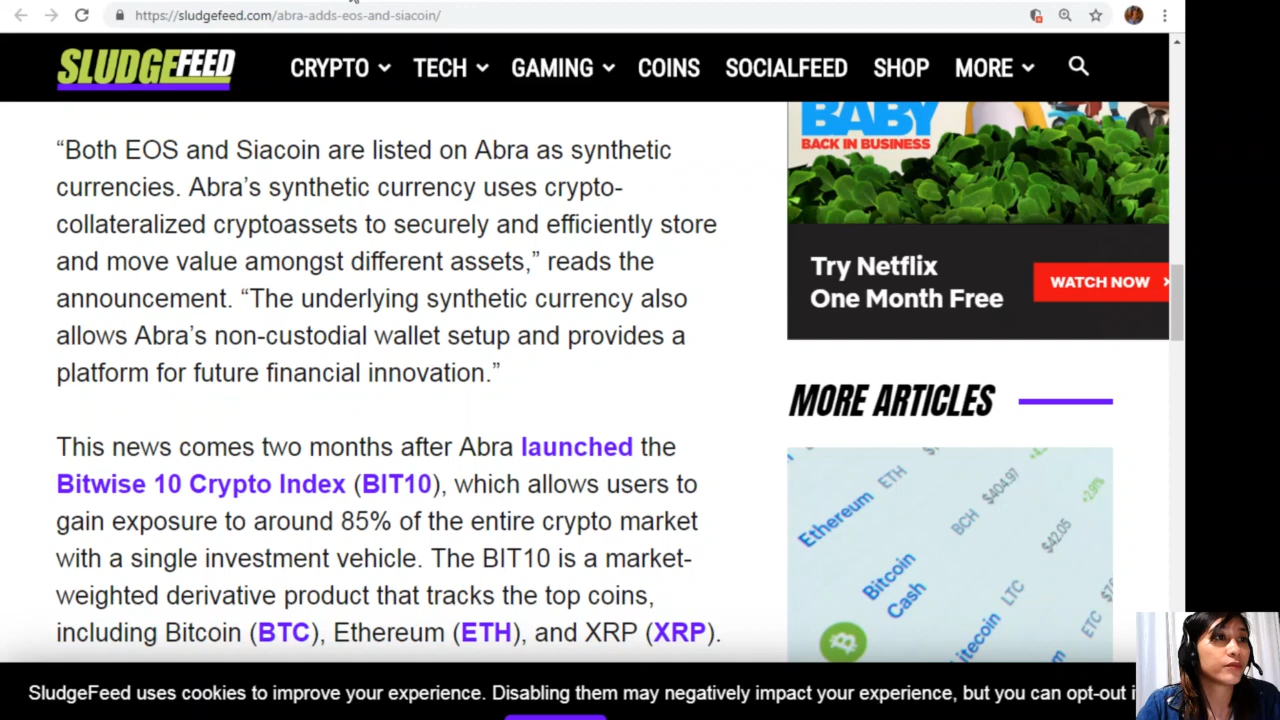 https://sludgefeed.com/abra-adds-eos-and-siacoin/
SLUDGEFEED
CRYPTO TECH GAMING COINS SOCIALFEED SHOP MORE
BABY
BACK IN BUSINESS
“Both EOS and Siacoin are listed on Abra as synthetic
currencies. Abra’s synthetic currency uses crypto-
collateralized cryptoassets to securely and efficiently store
and move value amongst different assets,” reads the
announcement. “The underlying synthetic currency also
allows Abra’s non-custodial wallet setup and provides a
platform for future financial innovation.”
Try Netflix
One Month Free
WATCH NOW
This news comes two months after Abra launched the
Bitwise 10 Crypto Index (BIT10), which allows users to
gain exposure to around 85% of the entire crypto market
with a single investment vehicle. The BIT10 is a market-
weighted derivative product that tracks the top coins,
including Bitcoin (BTC), Ethereum (ETH), and XRP (XRP).
MORE ARTICLES
Ethereum ETH
BCH $404.97
+2.91%
Bitcoin
Cash
$42.05
Litecoin LTC
ETC
SludgeFeed uses cookies to improve your experience. Disabling them may negatively impact your experience, but you can opt-out